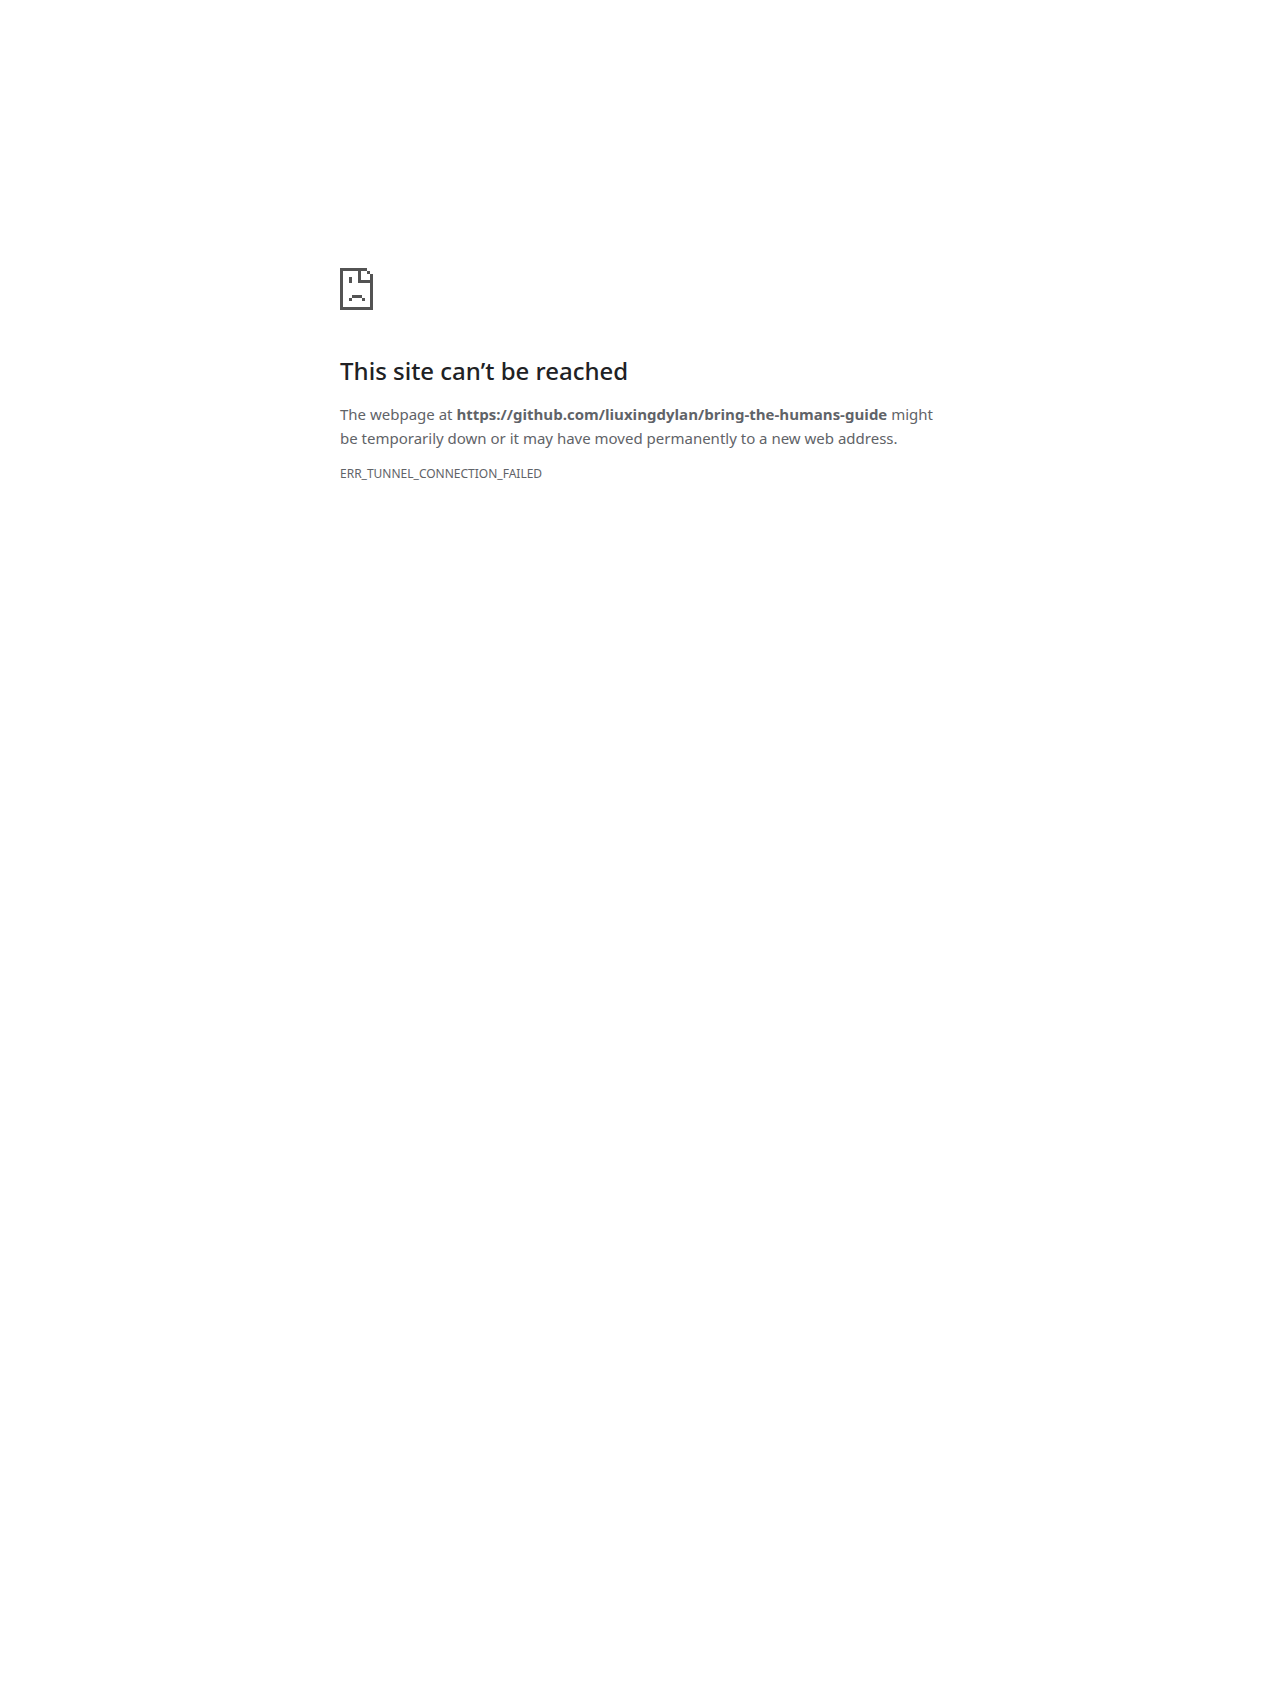 This site can’t be reached
The webpage at https://github.com/liuxingdylan/bring-the-humans-guide might
be temporarily down or it may have moved permanently to a new web address.
ERR_TUNNEL_CONNECTION_FAILED